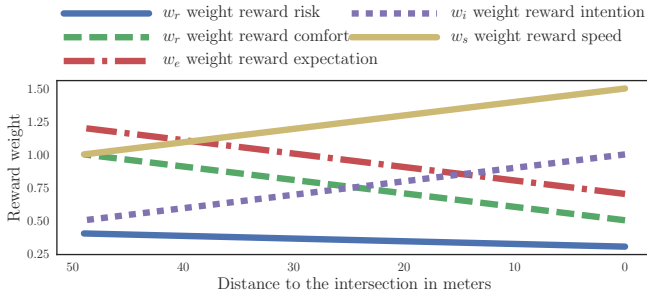 w_r weight reward risk
w_r weight reward comfort
w_e weight reward expectation
w_i weight reward intention
w_s weight reward speed
1.50
1.25
1.00
0.75
0.50
0.25
Reward weight
50 40 30 20 10 0
Distance to the intersection in meters